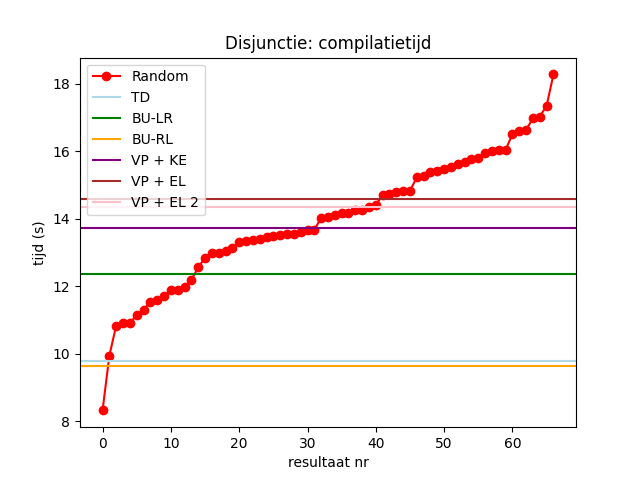 Disjunctie: compilatietijd
Random
TD
BU-LR
BU-RL
VP + KE
VP + EL
VP + EL 2
tijd (s)
18
16
14
12
10
8
0 10 20 30 40 50 60
resultaat nr